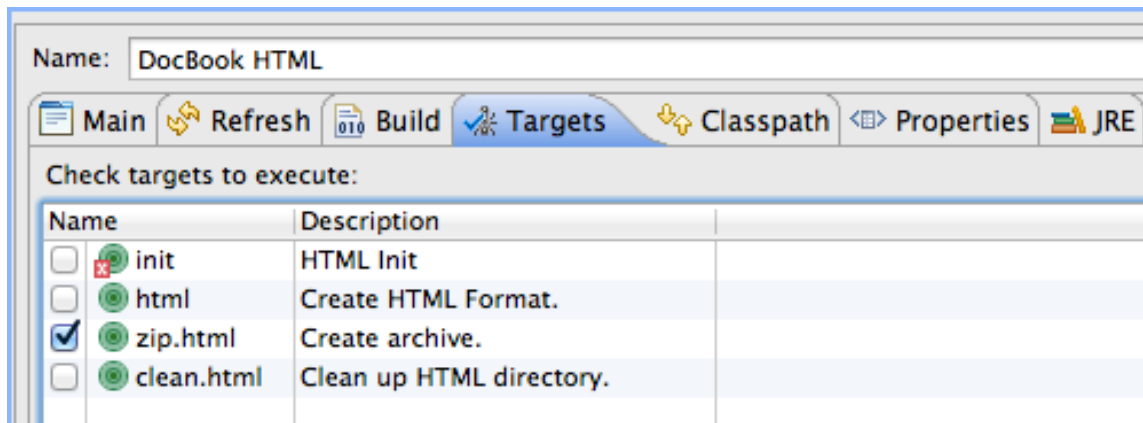 Name: DocBook HTML
Main Refresh 010 Build Targets Classpath Properties JRE
Check targets to execute:
Name Description
init HTML Init
html Create HTML Format.
zip.html Create archive.
clean.html Clean up HTML directory.